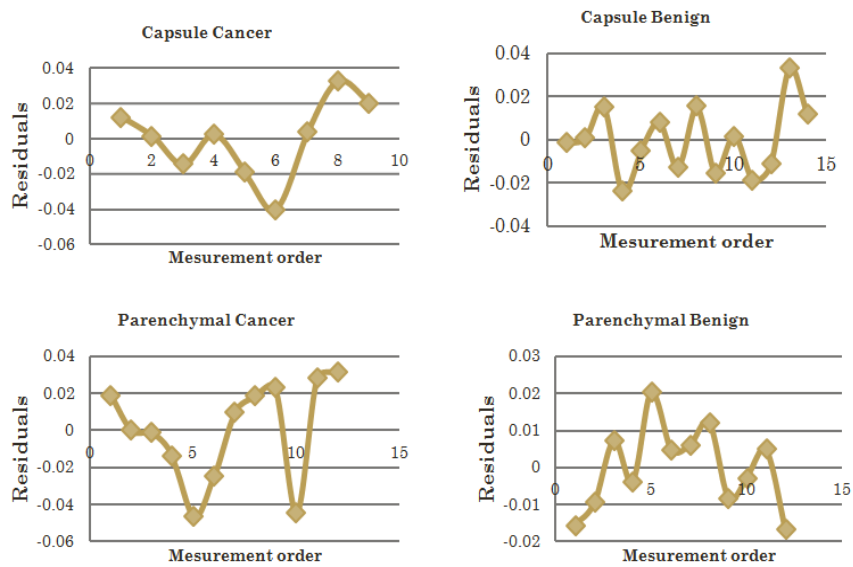 Capsule Cancer
0.04
0.02
0
-0.02
-0.04
-0.06
0 2 4 6 8 10
Residuals
Mesurement order
Capsule Benign
0.04
0.02
0
-0.02
-0.04
0 5 10 15
Residuals
Mesurement order
Parenchymal Cancer
0.04
0.02
0
-0.02
-0.04
-0.06
0 5 10 15
Residuals
Mesurement order
Parenchymal Benign
0.03
0.02
0.01
0
-0.01
-0.02
0 5 10 15
Residuals
Mesurement order